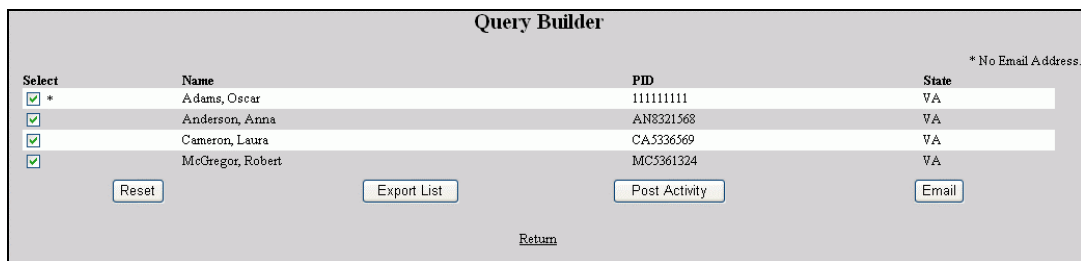 Query Builder
* No Email Address.
Select Name PID State
* Adams, Oscar 111111111 VA
Anderson, Anna AN8321568 VA
Cameron, Laura CA5336569 VA
McGregor, Robert MC5361324 VA
Reset Export List Post Activity Email
Return